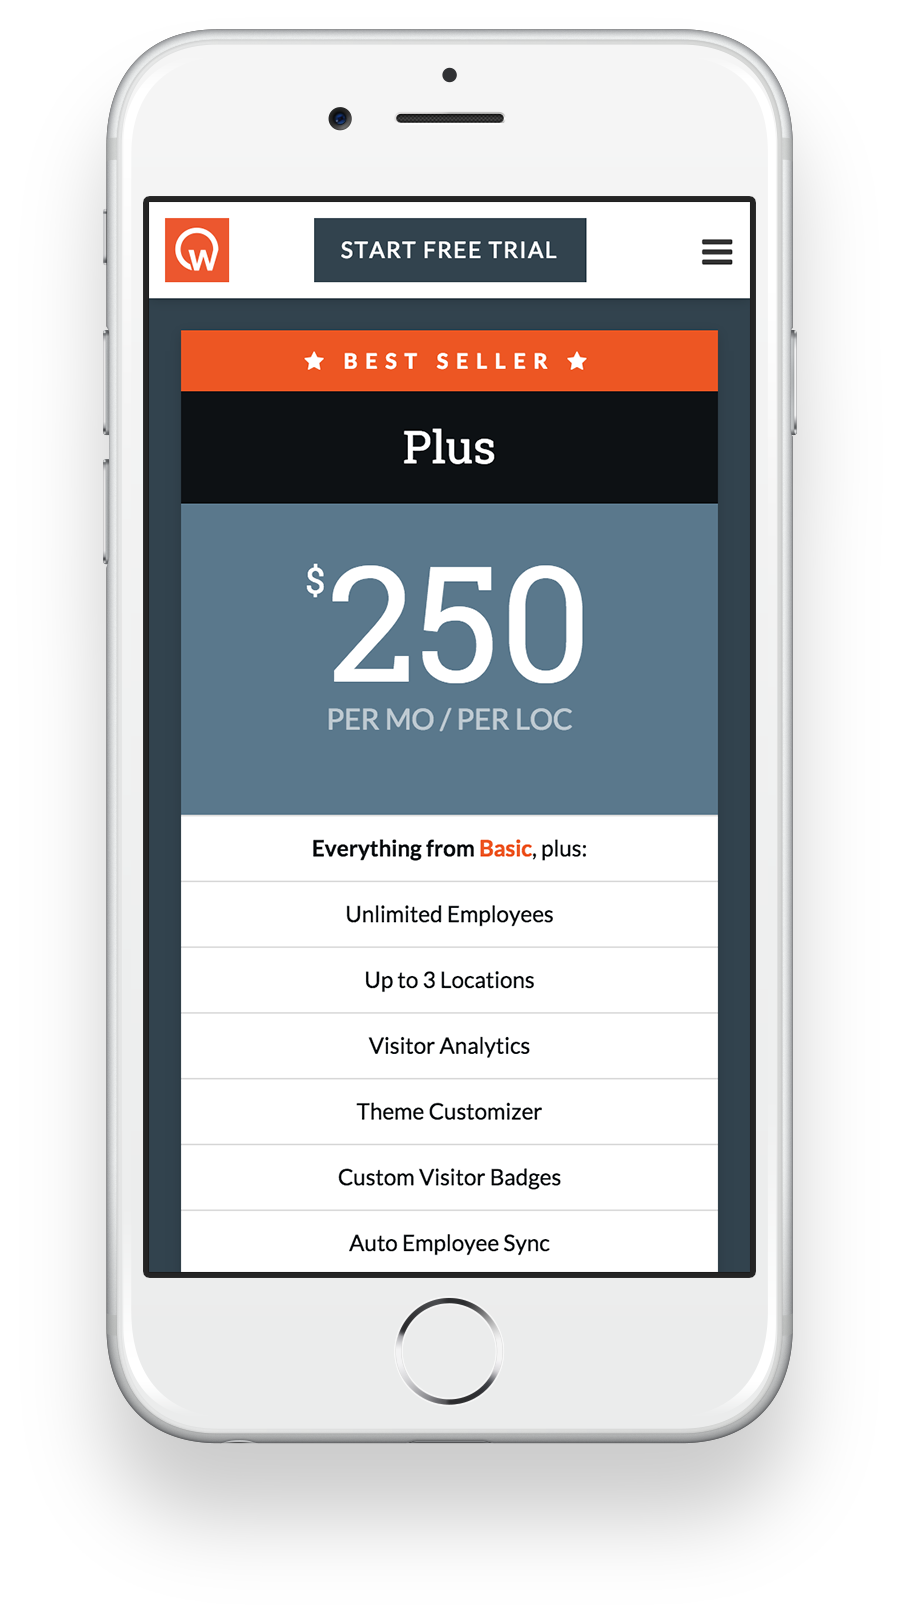 W
START FREE TRIAL
★ BEST SELLER ★
Plus
$250
PER MO / PER LOC
Everything from Basic, plus:
Unlimited Employees
Up to 3 Locations
Visitor Analytics
Theme Customizer
Custom Visitor Badges
Auto Employee Sync